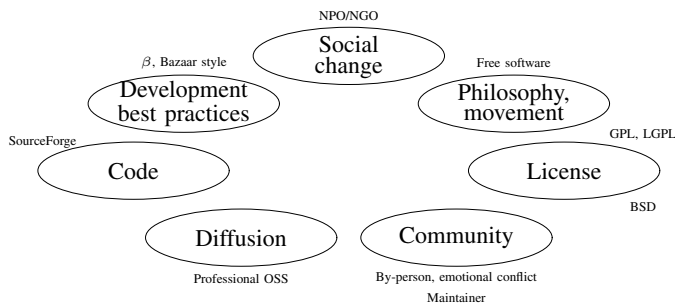 NPO/NGO
Social
change
β, Bazaar style
Development
best practices
Free software
Philosophy,
movement
SourceForge
Code
GPL, LGPL
License
BSD
Diffusion
Professional OSS
Community
By-person, emotional conflict
Maintainer